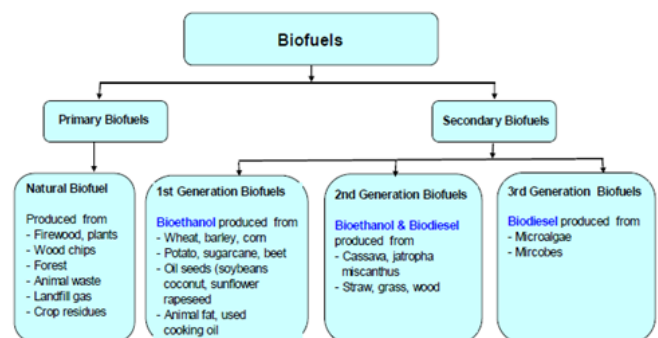 Biofuels
Primary Biofuels
Secondary Biofuels
Natural Biofuel
Produced from
- Firewood, plants
- Wood chips
- Forest
- Animal waste
- Landfill gas
- Crop residues
1st Generation Biofuels
Bioethanol produced from
- Wheat, barley, corn
- Potato, sugarcane, beet
- Oil seeds (soybeans
coconut, sunflower
rapeseed
- Animal fat, used
cooking oil
2nd Generation Biofuels
Bioethanol & Biodiesel
produced from
- Cassava, jatropha
miscanthus
- Straw, grass, wood
3rd Generation Biofuels
Biodiesel produced from
- Microalgae
- Mircobes